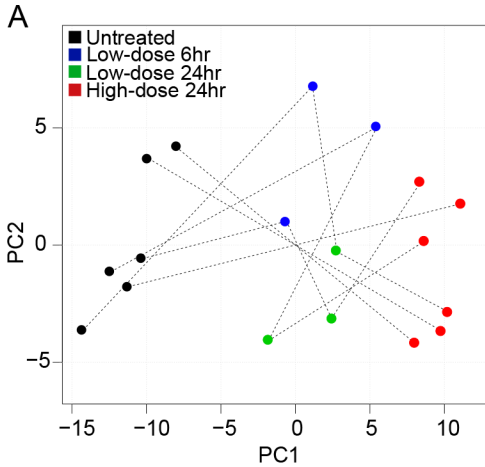 A
Untreated
Low-dose 6hr
Low-dose 24hr
High-dose 24hr
5
0
−5
PC2
−15 −10 −5 0 5 10
PC1